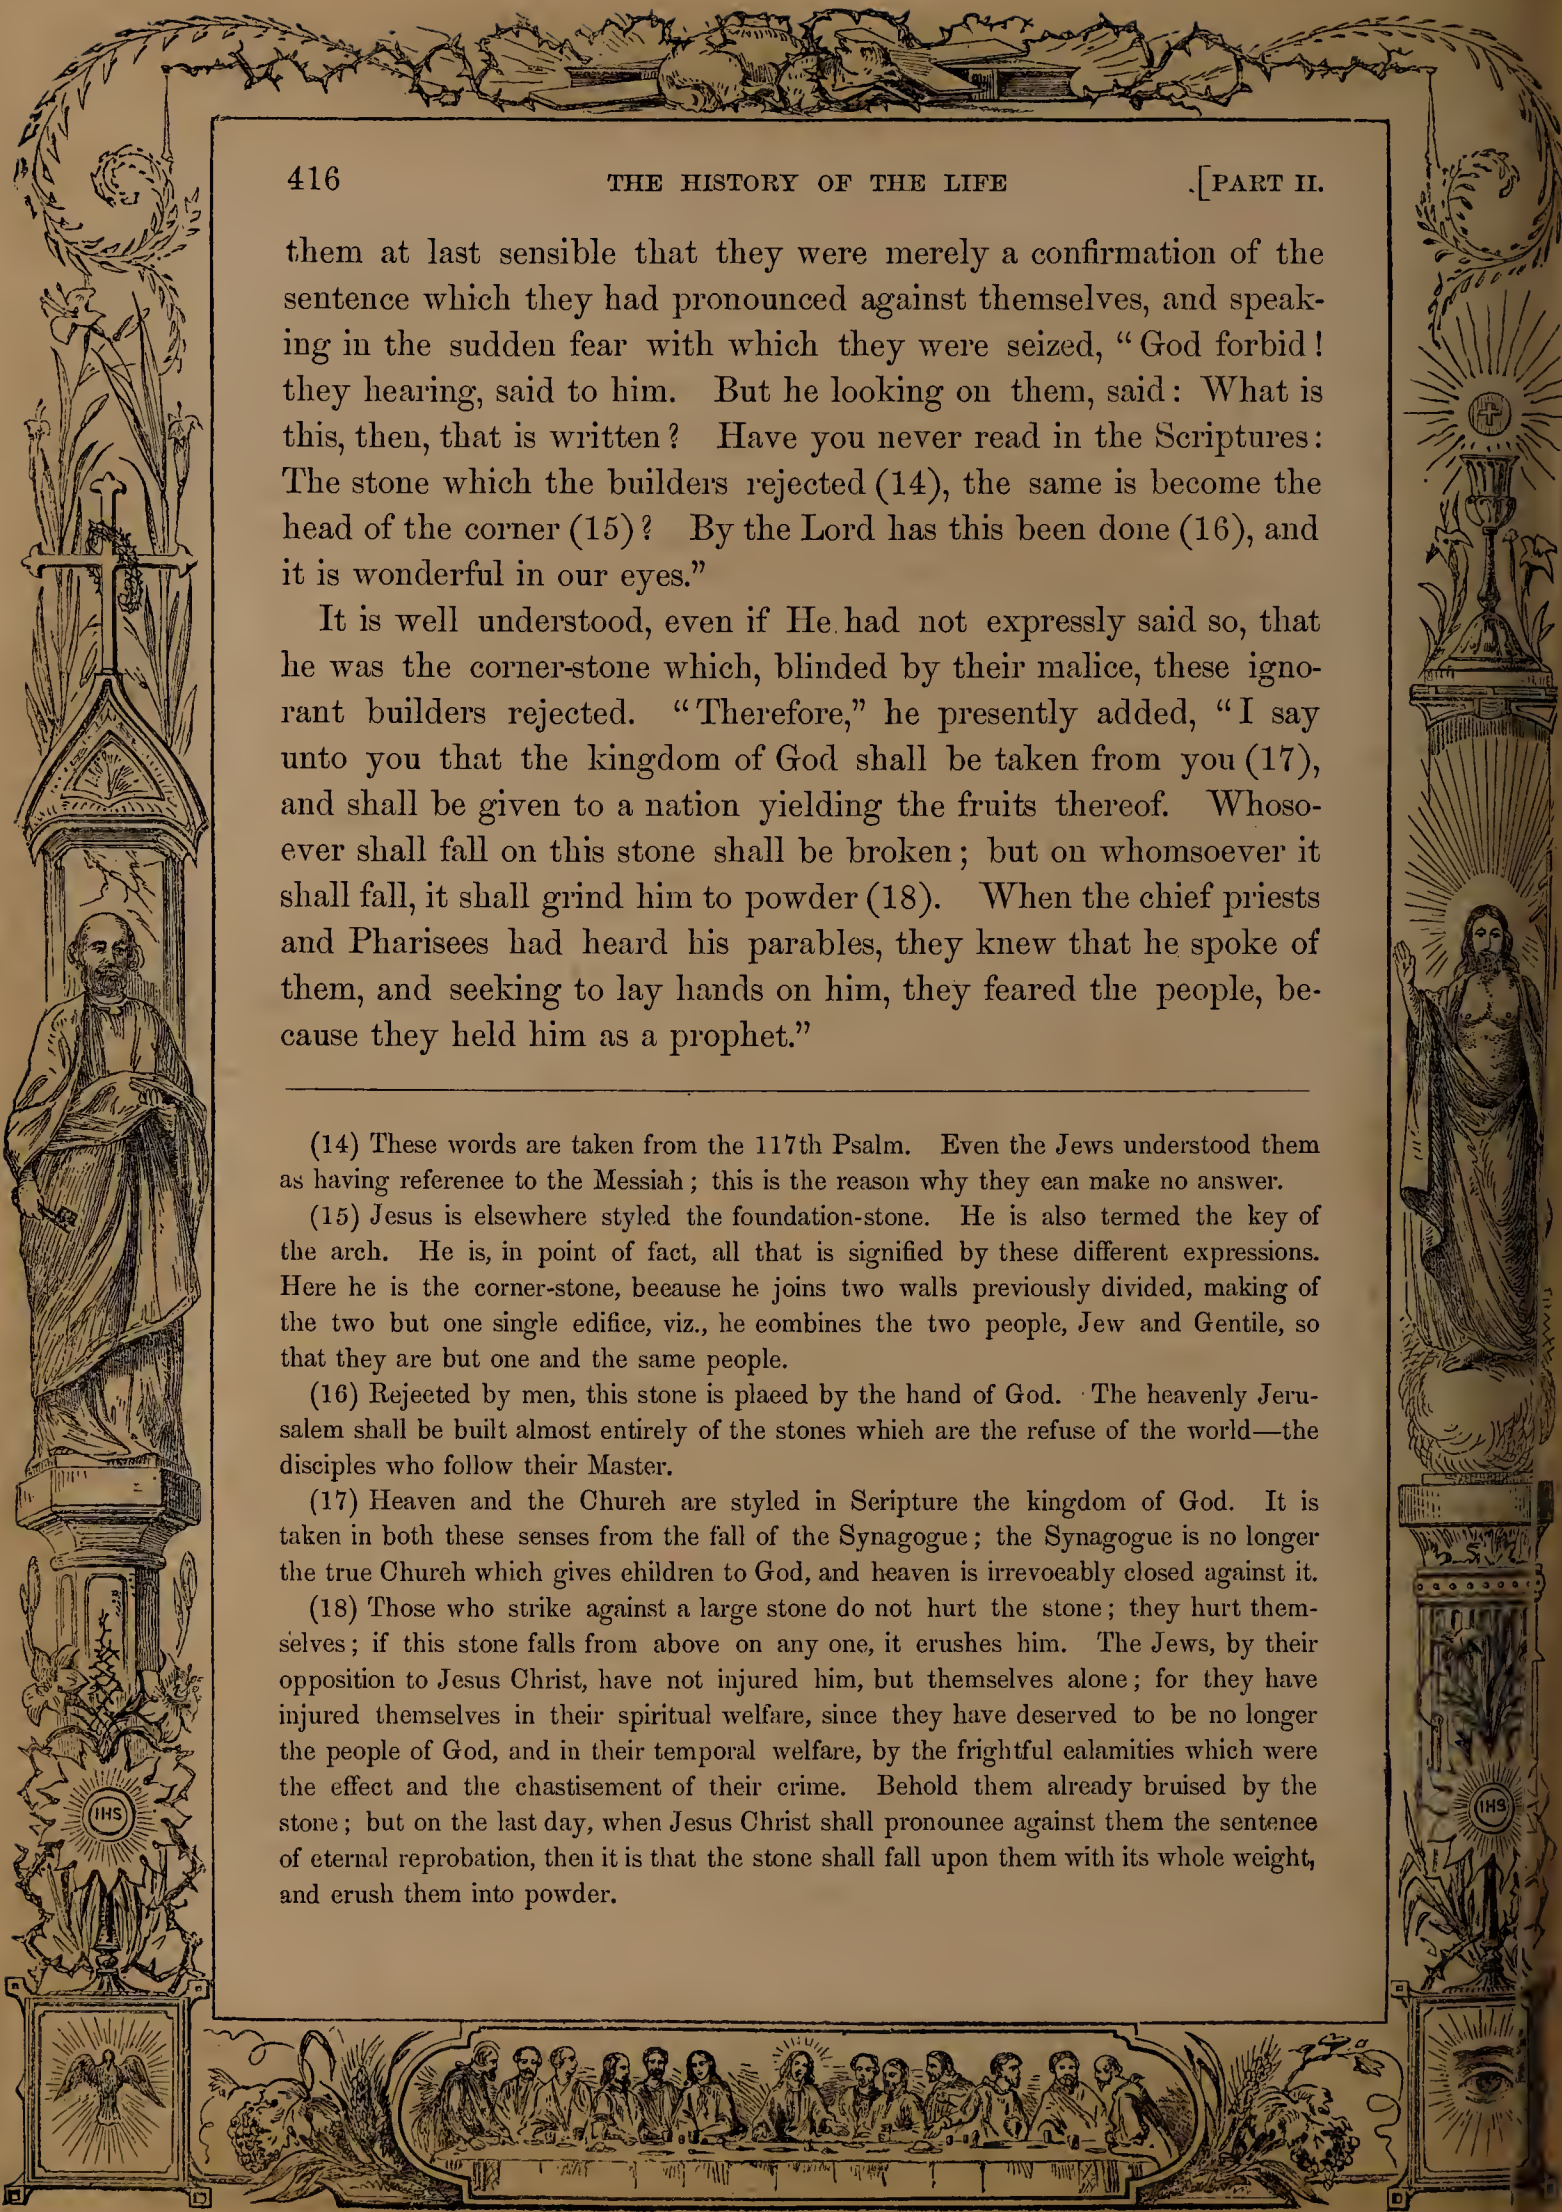 416 THE HISTORY OF THE LIFE .[PART II.
them at last sensible that they were merely a confirmation of the
sentence which they had pronounced against themselves, and speak-
ing in the sudden fear with which they were seized, “God forbid!
they hearing, said to him. But he looking on them, said: What is
this, then, that is written? Have you never read in the Scriptures:
The stone which the builders rejected (14), the same is become the
head of the corner (15)? By the Lord has this been done (16), and
it is wonderful in our eyes.”
It is well understood, even if He. had not expressly said so, that
he was the corner-stone which, blinded by their malice, these igno-
rant builders rejected. “Therefore,” he presently added, “I say
unto you that the kingdom of God shall be taken from you (17),
and shall be given to a nation yielding the fruits thereof. Whoso-
ever shall fall on this stone shall be broken; but on whomsoever it
shall fall, it shall grind him to powder (18). When the chief priests
and Pharisees had heard his parables, they knew that he spoke of
them, and seeking to lay hands on him, they feared the people, be-
cause they held him as a prophet.”
(14) These words are taken from the 117th Psalm. Even the Jews understood them
as having reference to the Messiah; this is the reason why they can make no answer.
(15) Jesus is elsewhere styled the foundation-stone. He is also termed the key of
the arch. He is, in point of fact, all that is signified by these different expressions.
Here he is the corner-stone, because he joins two walls previously divided, making of
the two but one single edifice, viz., he combines the two people, Jew and Gentile, so
that they are but one and the same people.
(16) Rejected by men, this stone is placed by the hand of God. The heavenly Jeru-
salem shall be built almost entirely of the stones which are the refuse of the world—the
disciples who follow their Master.
(17) Heaven and the Church are styled in Scripture the kingdom of God. It is
taken in both these senses from the fall of the Synagogue; the Synagogue is no longer
the true Church which gives children to God, and heaven is irrevocably closed against it.
(18) Those who strike against a large stone do not hurt the stone; they hurt them-
selves; if this stone falls from above on any one, it crushes him. The Jews, by their
opposition to Jesus Christ, have not injured him, but themselves alone; for they have
injured themselves in their spiritual welfare, since they have deserved to be no longer
the people of God, and in their temporal welfare, by the frightful calamities which were
the effect and the chastisement of their crime. Behold them already bruised by the
stone; but on the last day, when Jesus Christ shall pronounce against them the sentence
of eternal reprobation, then it is that the stone shall fall upon them with its whole weight,
and crush them into powder.
IHS
IHS